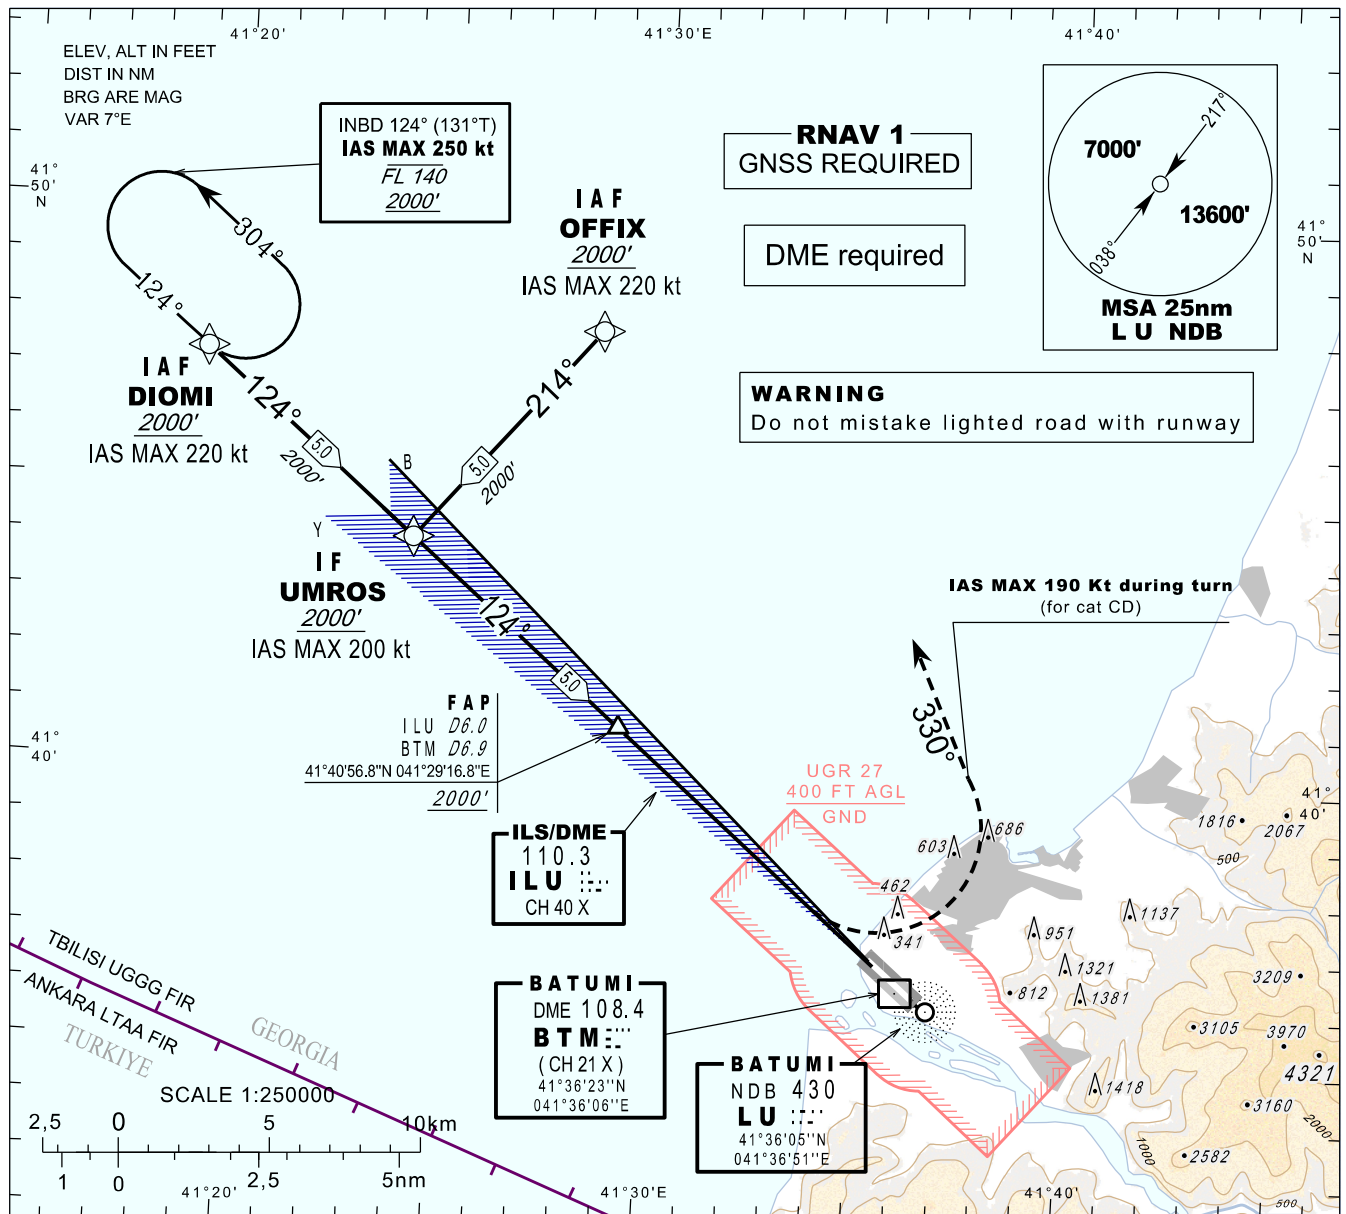 41°20'
41°30'E
41°40'
ELEV, ALT IN FEET
DIST IN NM
BRG ARE MAG
VAR 7°E
INBD 124° (131°T)
IAS MAX 250 kt
FL 140
2000'
RNAV 1
GNSS REQUIRED
DME required
7000'
13600'
217°
038°
MSA 25nm
L U NDB
41°
50'
N
41°
50'
N
IAF
OFFIX
2000'
IAS MAX 220 kt
304°
124°
IAF
DIOMI
2000'
IAS MAX 220 kt
124°
5.0
2000'
214°
5.0
2000'
WARNING
Do not mistake lighted road with runway
B
Y
IF
UMROS
2000'
IAS MAX 200 kt
124°
5.0
IAS MAX 190 Kt during turn
(for cat CD)
330°
FAP
ILU D6.0
BTM D6.9
41°40'56.8"N 041°29'16.8"E
2000'
41°
40'
41°
40'
UGR 27
400 FT AGL
GND
ILS/DME
110.3
ILU
CH 40 X
603
686
462
341
1816
2067
500
1137
951
1321
812
1381
3209
3105
3970
4321
3160
1418
2582
1000
2000
500
BATUMI
DME 108.4
BTM
(CH 21 X)
41°36'23"N
041°36'06"E
BATUMI
NDB 430
LU
41°36'05"N
041°36'51"E
TBILISI UGGG FIR
ANKARA LTAA FIR
GEORGIA
TURKIYE
SCALE 1:250000
2,5 0 5 10km
1 0 2,5 5nm
41°20'
41°30'E
41°40'